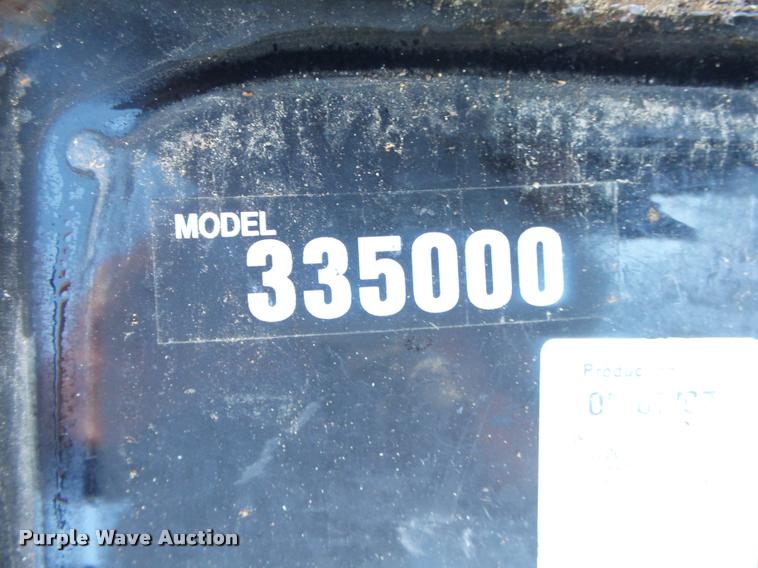 MODEL
335000
Purple Wave Auction